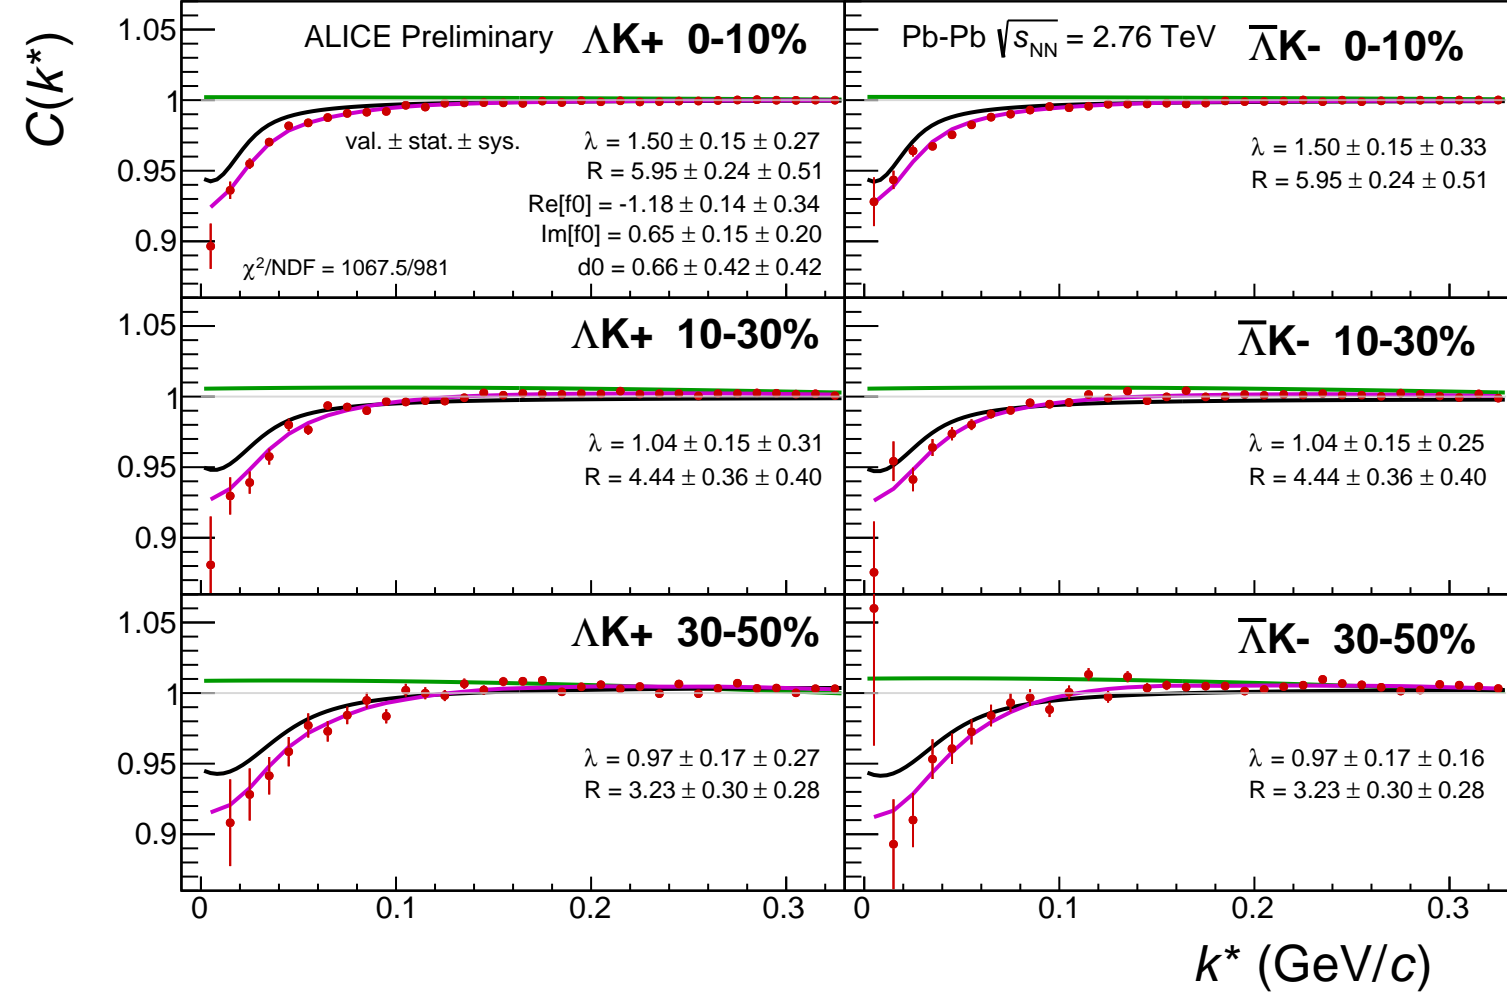 C(k*)
ALICE Preliminary ΛK+ 0-10%
val. ± stat. ± sys.
λ = 1.50 ± 0.15 ± 0.27
R = 5.95 ± 0.24 ± 0.51
Re[f0] = -1.18 ± 0.14 ± 0.34
Im[f0] = 0.65 ± 0.15 ± 0.20
d0 = 0.66 ± 0.42 ± 0.42
χ²/NDF = 1067.5/981
1.05
1
0.95
0.9
Pb-Pb √s_NN = 2.76 TeV Λ̅K- 0-10%
λ = 1.50 ± 0.15 ± 0.33
R = 5.95 ± 0.24 ± 0.51
ΛK+ 10-30%
λ = 1.04 ± 0.15 ± 0.31
R = 4.44 ± 0.36 ± 0.40
1.05
1
0.95
0.9
Λ̅K- 10-30%
λ = 1.04 ± 0.15 ± 0.25
R = 4.44 ± 0.36 ± 0.40
ΛK+ 30-50%
λ = 0.97 ± 0.17 ± 0.27
R = 3.23 ± 0.30 ± 0.28
1.05
1
0.95
0.9
Λ̅K- 30-50%
λ = 0.97 ± 0.17 ± 0.16
R = 3.23 ± 0.30 ± 0.28
0 0.1 0.2 0.3
0 0.1 0.2 0.3
k* (GeV/c)